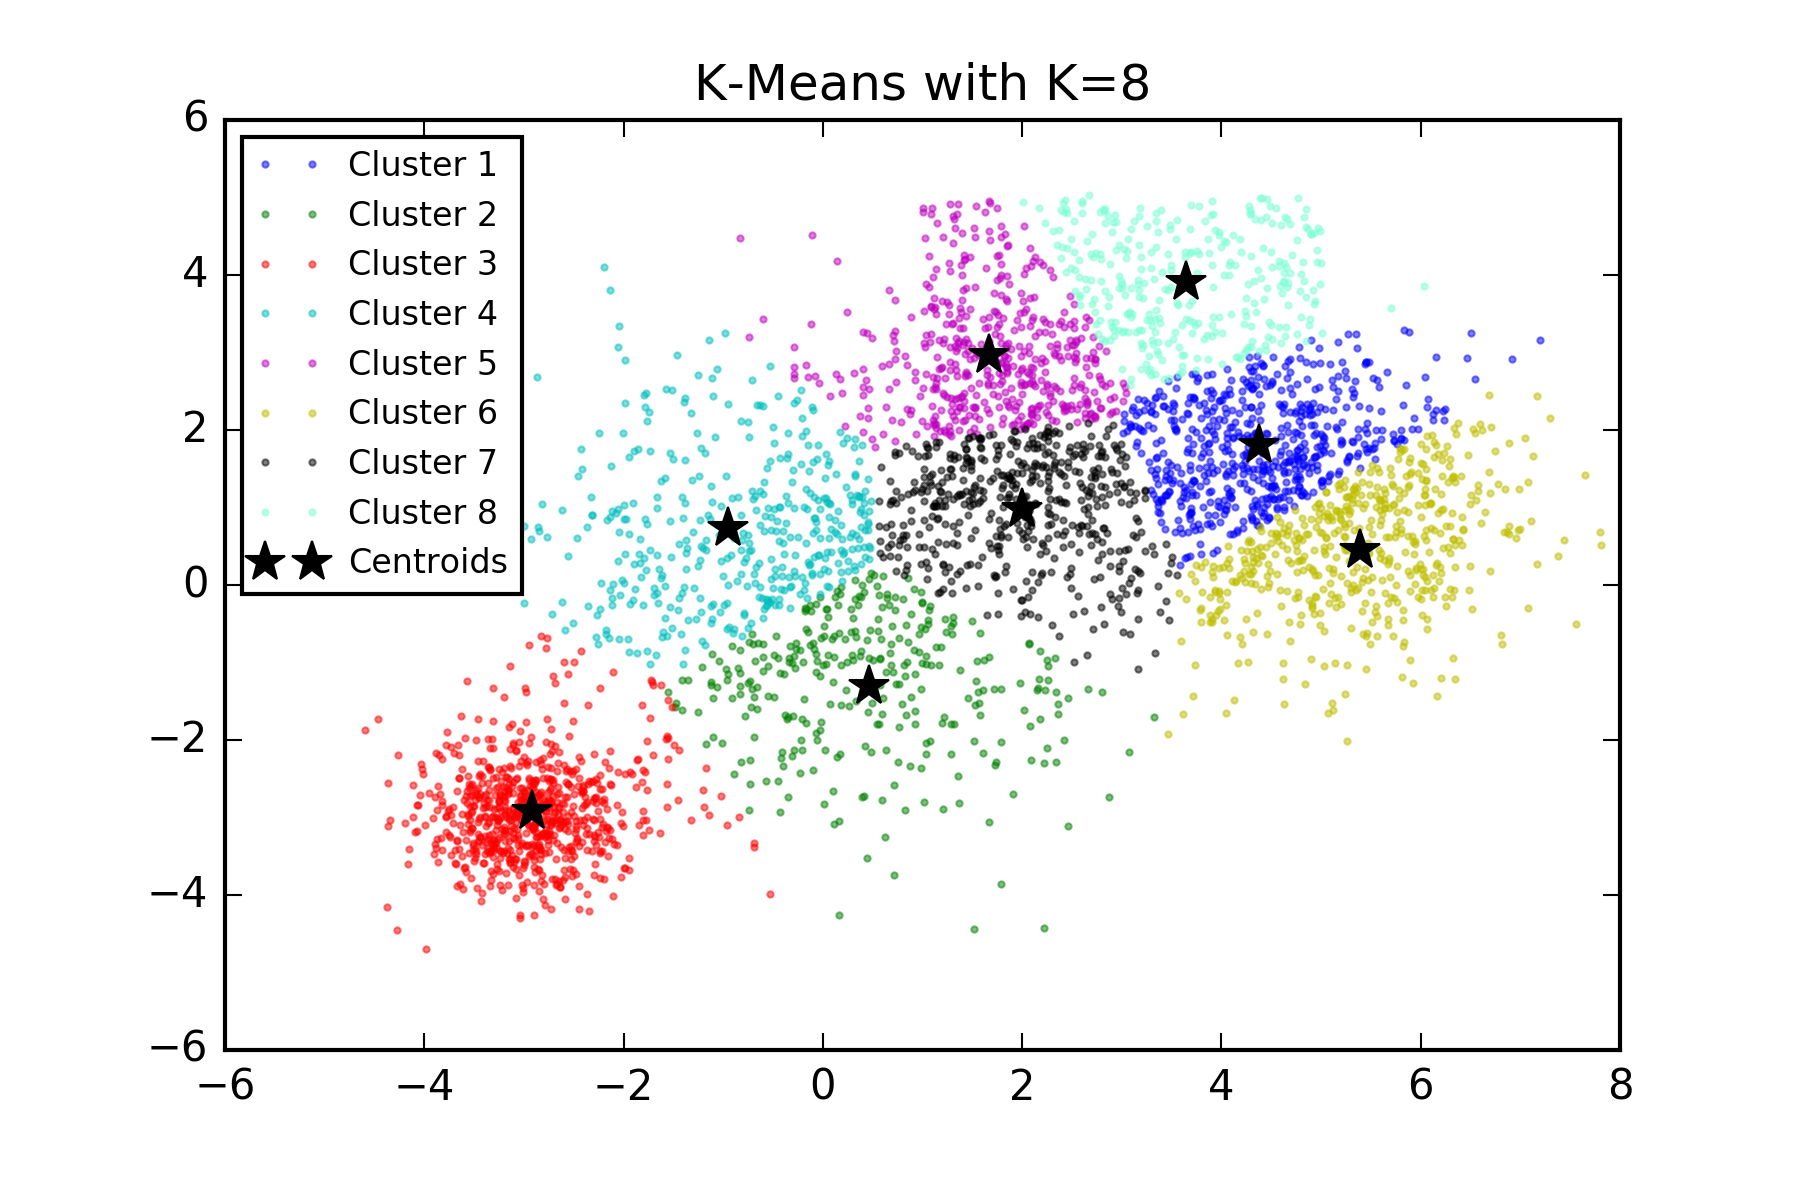 K-Means with K=8
6
4
2
0
−2
−4
−6
Cluster 1
Cluster 2
Cluster 3
Cluster 4
Cluster 5
Cluster 6
Cluster 7
Cluster 8
Centroids
−6 −4 −2 0 2 4 6 8